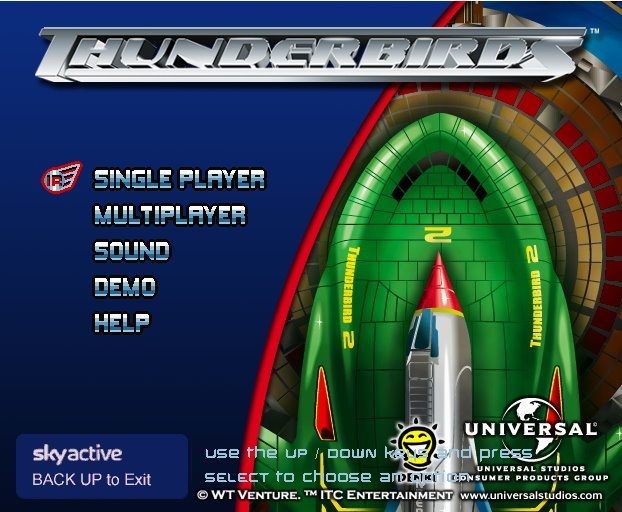 THUNDERBIRDS™
SINGLE PLAYER
MULTIPLAYER
SOUND
DEMO
HELP
2
THUNDERBIRD 2
THUNDERBIRD 2
UNIVERSAL®
UNIVERSAL STUDIOS
CONSUMER PRODUCTS GROUP
skyactive
BACK UP to Exit
USE THE UP / DOWN KEYS AND PRESS
SELECT TO CHOOSE AN OPTION
© WT VENTURE. ™ ITC ENTERTAINMENT www.universalstudios.com